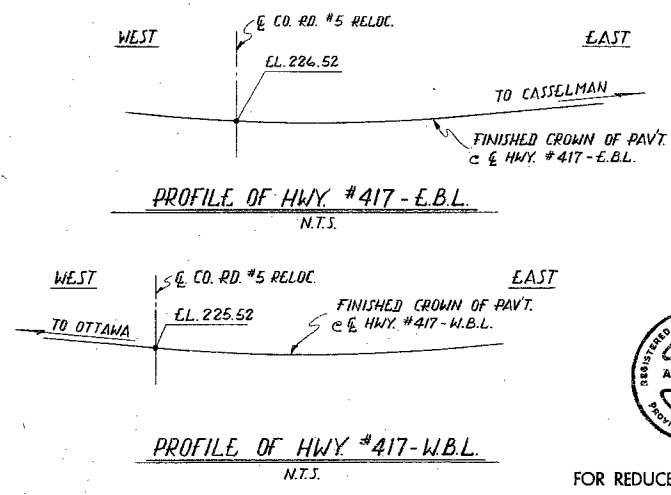 ℄ CO. RD. #5 RELOC.
WEST
EAST
EL. 226.52
TO CASSELMAN
FINISHED CROWN OF PAV'T.
@ ℄ HWY. #417-E.B.L.
PROFILE OF HWY. #417 - E.B.L.
N.T.S.
WEST
℄ CO. RD. #5 RELOC.
EAST
TO OTTAWA
EL. 225.52
FINISHED CROWN OF PAV'T.
@ ℄ HWY. #417-W.B.L.
PROFILE OF HWY. #417-W.B.L.
N.T.S.
FOR REDUCE